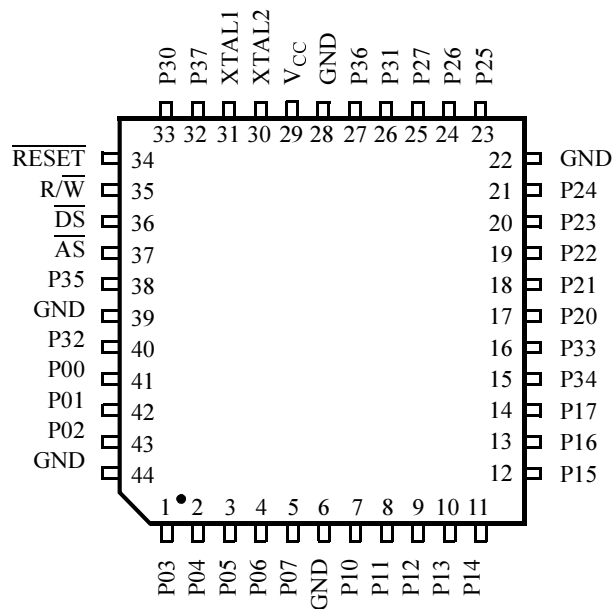 P30 P37 XTAL1 XTAL2 VCC GND P36 P31 P27 P26 P25
33 32 31 30 29 28 27 26 25 24 23
R̅E̅S̅E̅T̅ 34 22 GND
R/W̅ 35 21 P24
D̅S̅ 36 20 P23
A̅S̅ 37 19 P22
P35 38 18 P21
GND 39 17 P20
P32 40 16 P33
P00 41 15 P34
P01 42 14 P17
P02 43 13 P16
GND 44 12 P15
1 2 3 4 5 6 7 8 9 10 11
P03 P04 P05 P06 P07 GND P10 P11 P12 P13 P14